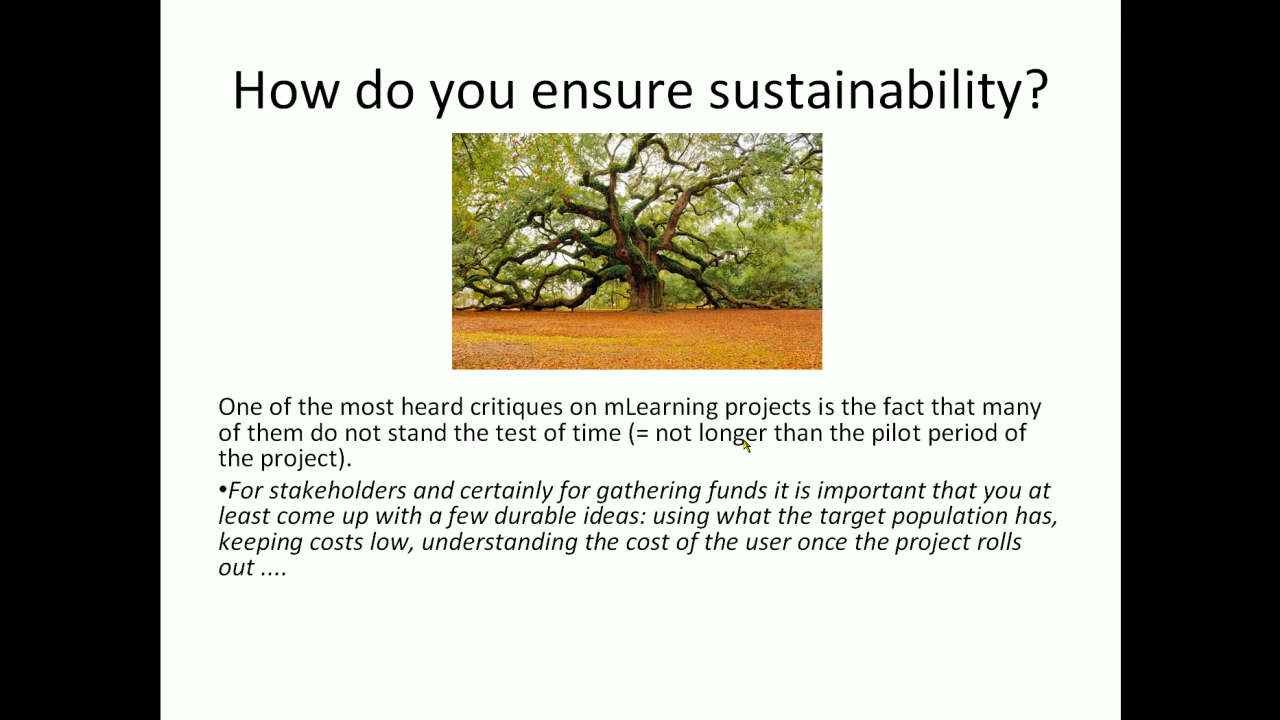 How do you ensure sustainability?
One of the most heard critiques on mLearning projects is the fact that many
of them do not stand the test of time (= not longer than the pilot period of
the project).
•For stakeholders and certainly for gathering funds it is important that you at
least come up with a few durable ideas: using what the target population has,
keeping costs low, understanding the cost of the user once the project rolls
out ....